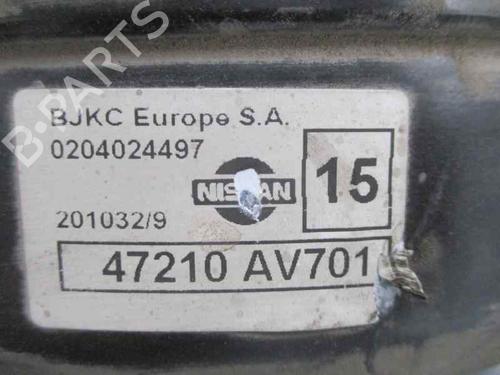 B-PARTS
BJKC Europe S.A.
0204024497
NISSAN
15
201032/9
47210 AV701